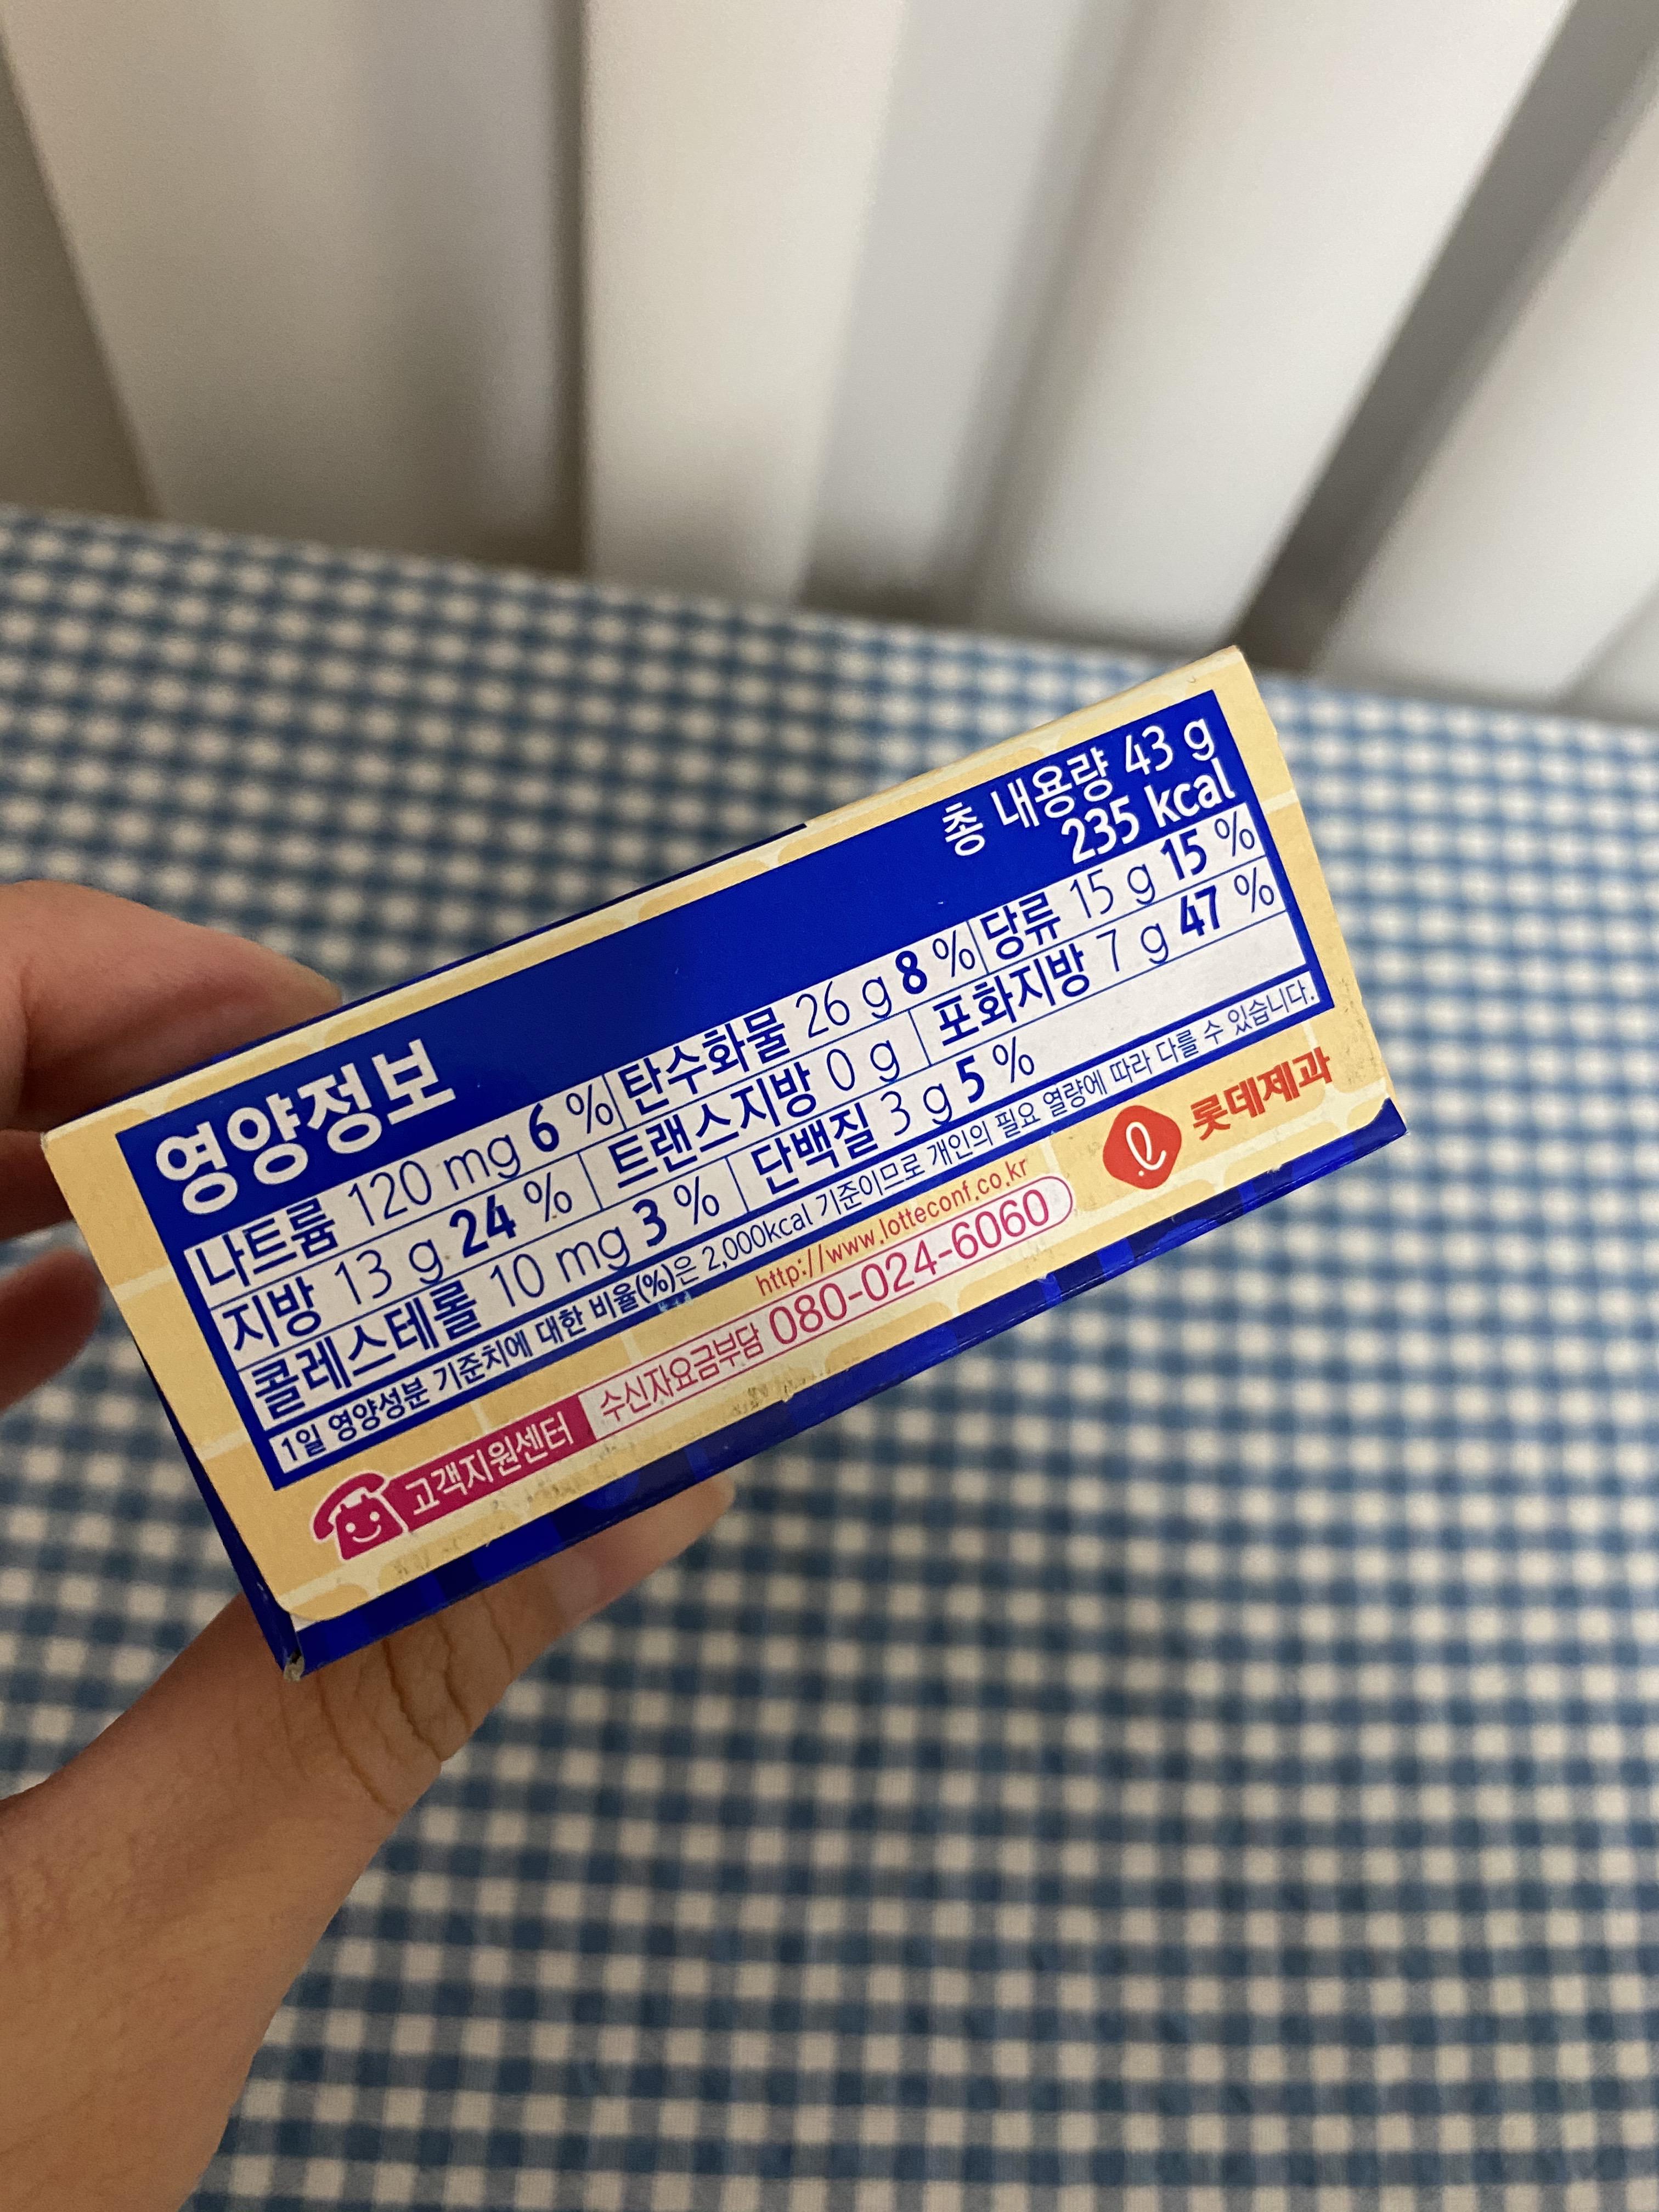 영양정보
총 내용량 43 g
235 kcal
나트륨 120 mg 6 % 탄수화물 26 g 8 % 당류 15 g 15 %
지방 13 g 24 % 트랜스지방 0 g 포화지방 7 g 47 %
콜레스테롤 10 mg 3 % 단백질 3 g 5 %
1일 영양성분 기준치에 대한 비율(%)은 2,000kcal 기준이므로 개인의 필요 열량에 따라 다를 수 있습니다.
http://www.lotteconf.co.kr
고객지원센터 수신자요금부담 080-024-6060
롯데제과